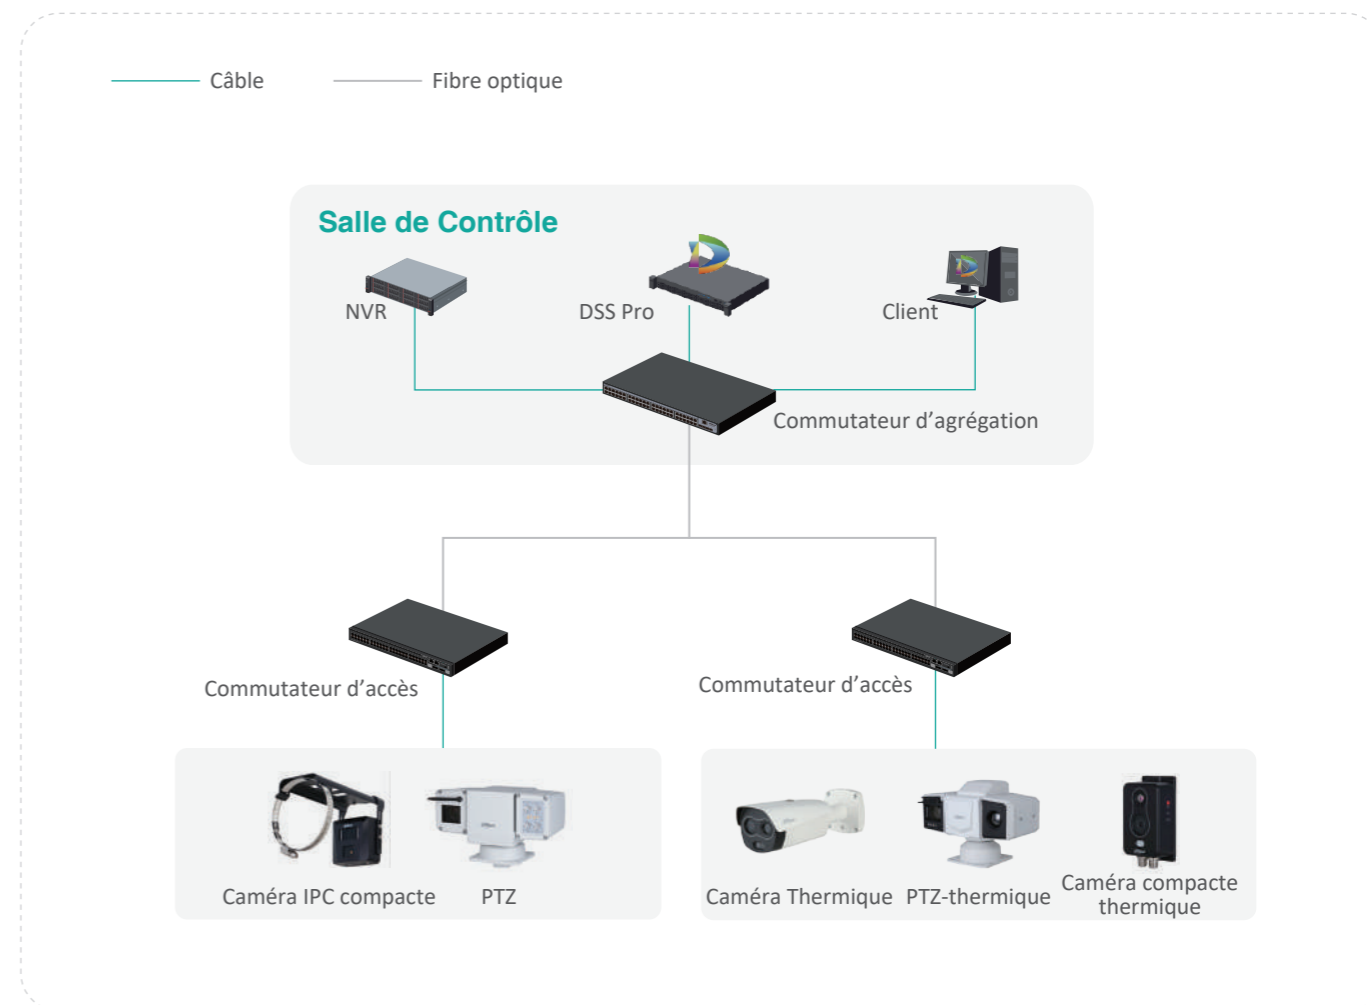 Câble
Fibre optique
Salle de Contrôle
NVR
DSS Pro
Client
Commutateur d’agrégation
Commutateur d’accès
Commutateur d’accès
Caméra IPC compacte
PTZ
Caméra Thermique
PTZ-thermique
Caméra compacte
thermique